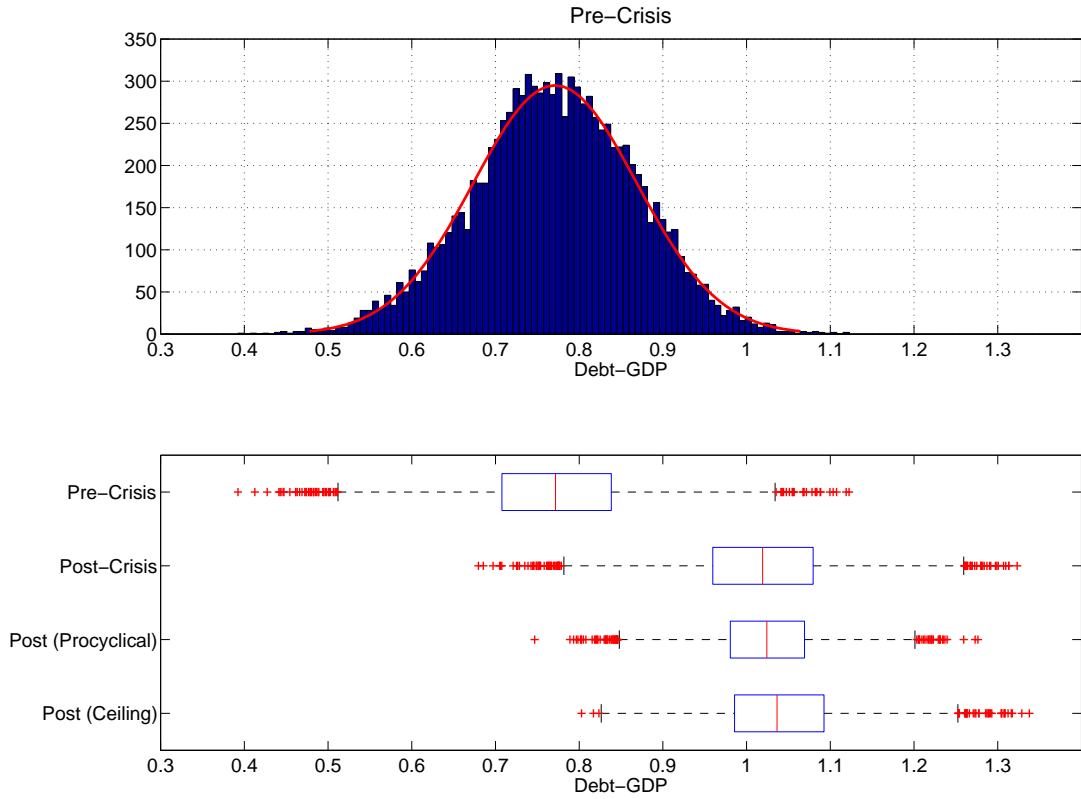 Pre−Crisis
350
300
250
200
150
100
50
0
0.3 0.4 0.5 0.6 0.7 0.8 0.9 1 1.1 1.2 1.3
Debt−GDP
Pre−Crisis
Post−Crisis
Post (Procyclical)
Post (Ceiling)
0.3 0.4 0.5 0.6 0.7 0.8 0.9 1 1.1 1.2 1.3
Debt−GDP